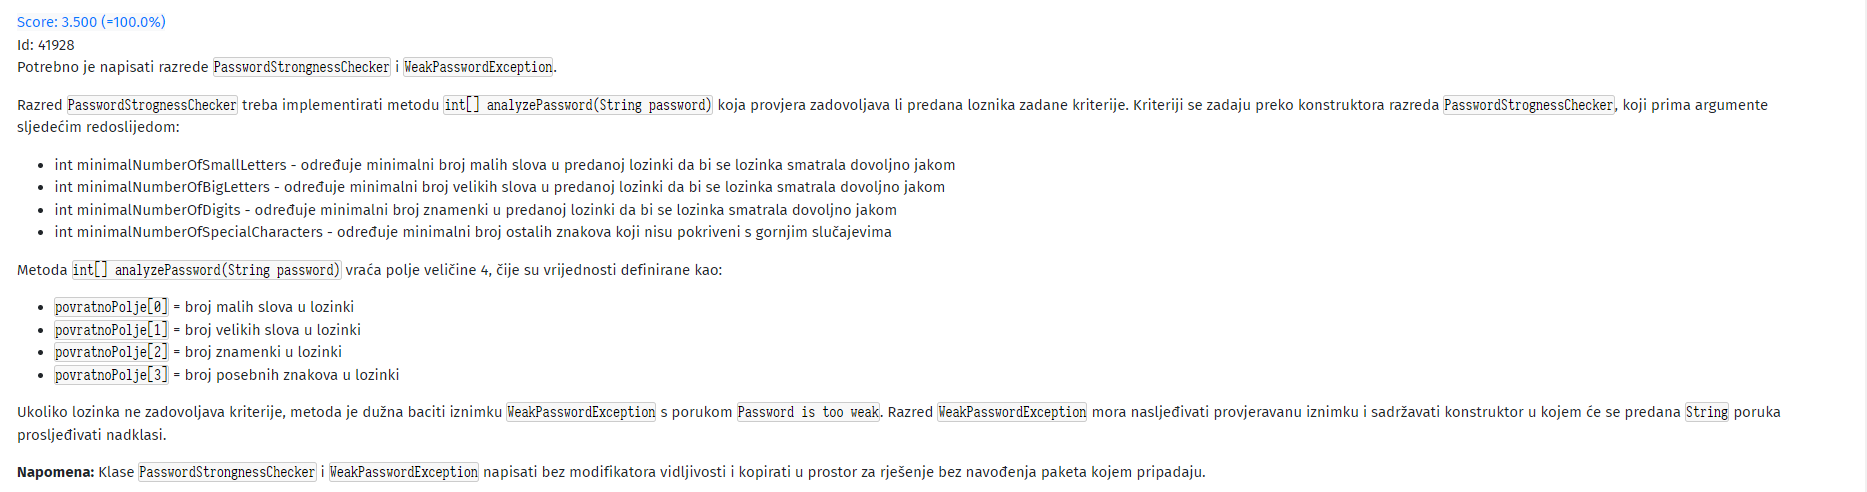 Score: 3.500 (=100.0%)
Id: 41928
Potrebno je napisati razrede PasswordStrongnessChecker i WeakPasswordException.
Razred PasswordStrognessChecker treba implementirati metodu int[] analyzePassword(String password) koja provjera zadovoljava li predana loznika zadane kriterije. Kriteriji se zadaju preko konstruktora razreda PasswordStrognessChecker, koji prima argumente
sljedećim redoslijedom:
• int minimalNumberOfSmallLetters - određuje minimalni broj malih slova u predanoj lozinki da bi se lozinka smatrala dovoljno jakom
• int minimalNumberOfBigLetters - određuje minimalni broj velikih slova u predanoj lozinki da bi se lozinka smatrala dovoljno jakom
• int minimalNumberOfDigits - određuje minimalni broj znamenki u predanoj lozinki da bi se lozinka smatrala dovoljno jakom
• int minimalNumberOfSpecialCharacters - određuje minimalni broj ostalih znakova koji nisu pokriveni s gornjim slučajevima
Metoda int[] analyzePassword(String password) vraća polje veličine 4, čije su vrijednosti definirane kao:
• povratnoPolje[0] = broj malih slova u lozinki
• povratnoPolje[1] = broj velikih slova u lozinki
• povratnoPolje[2] = broj znamenki u lozinki
• povratnoPolje[3] = broj posebnih znakova u lozinki
Ukoliko lozinka ne zadovoljava kriterije, metoda je dužna baciti iznimku WeakPasswordException s porukom Password is too weak. Razred WeakPasswordException mora nasljeđivati provjeravanu iznimku i sadržavati konstruktor u kojem će se predana String poruka
prosljeđivati nadklasi.
Napomena: Klase PasswordStrongnessChecker i WeakPasswordException napisati bez modifikatora vidljivosti i kopirati u prostor za rješenje bez navođenja paketa kojem pripadaju.